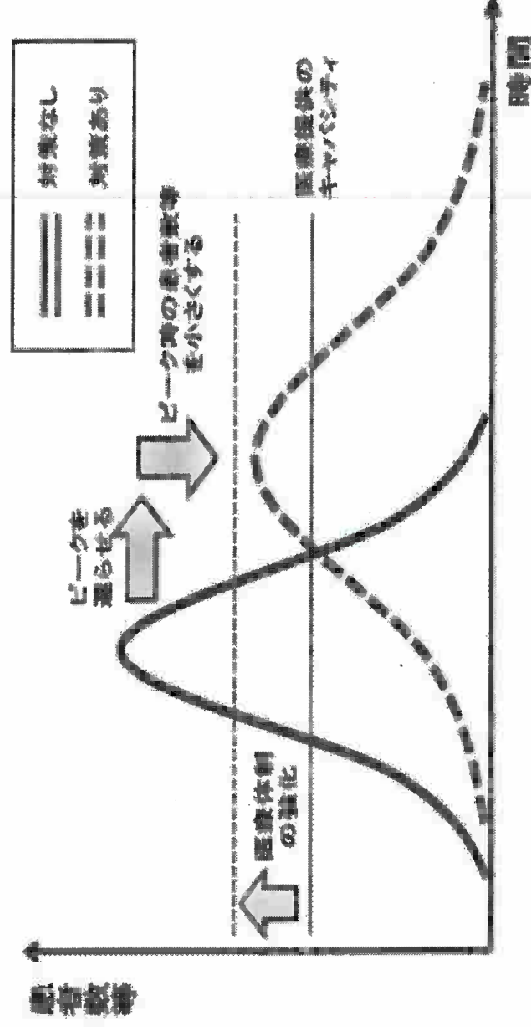 対策なし
対策あり
ピークを
遅らせる
ピーク時の患者数等
を小さくする
医療体制
の強化
医療提供の
キャパシティ
患者数等
時間